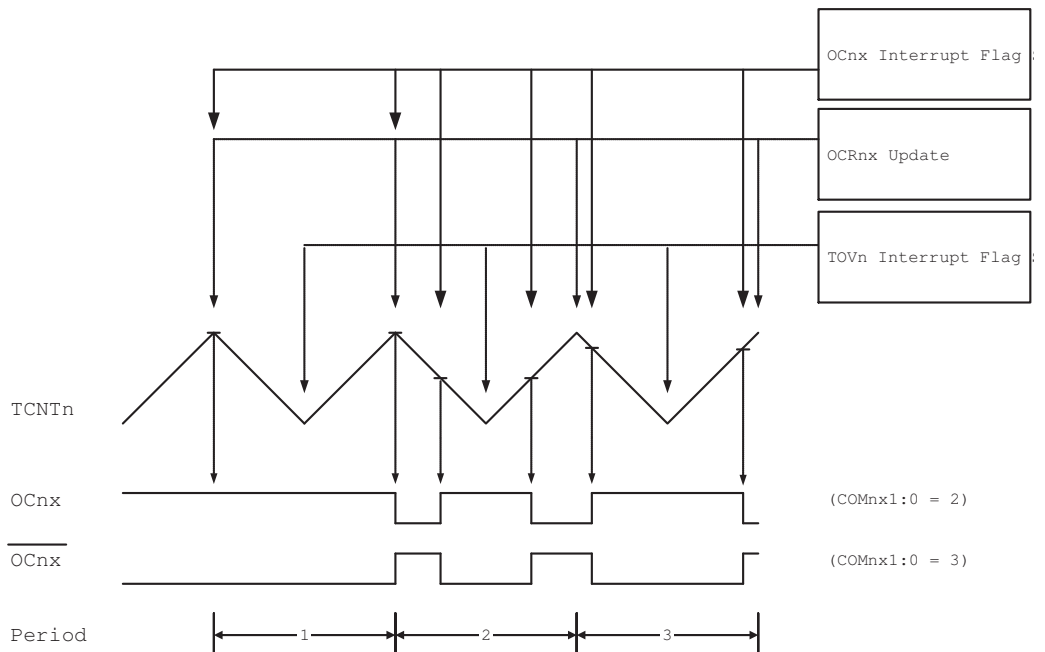 OCnx Interrupt Flag
OCRnx Update
TOVn Interrupt Flag
TCNTn
OCnx
(COMnx1:0 = 2)
OCnx
(COMnx1:0 = 3)
Period
1
2
3